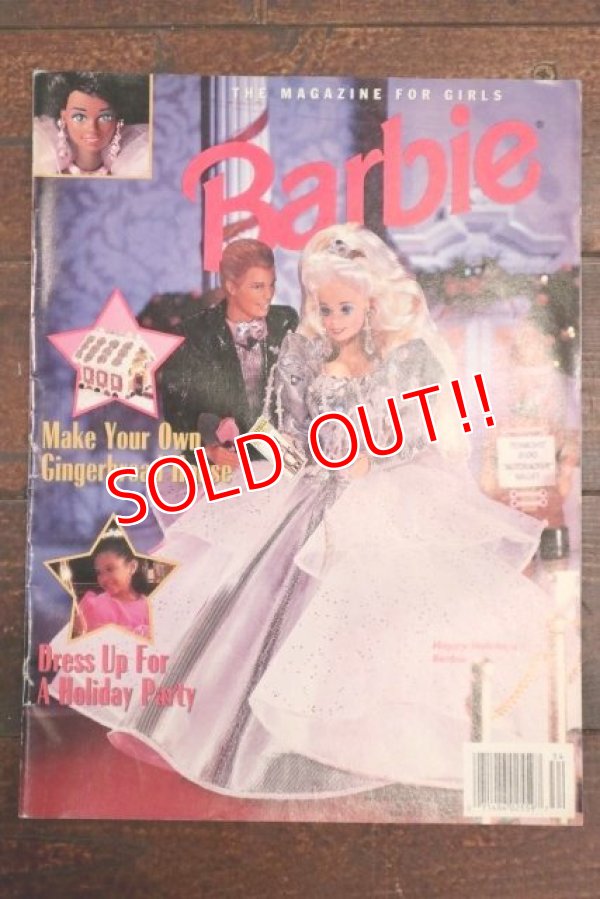 THE MAGAZINE FOR GIRLS
Barbie
Make Your Own
Gingerbread House
SOLD OUT!!
Dress Up For
A Holiday Party
Happy Holidays
Barbie